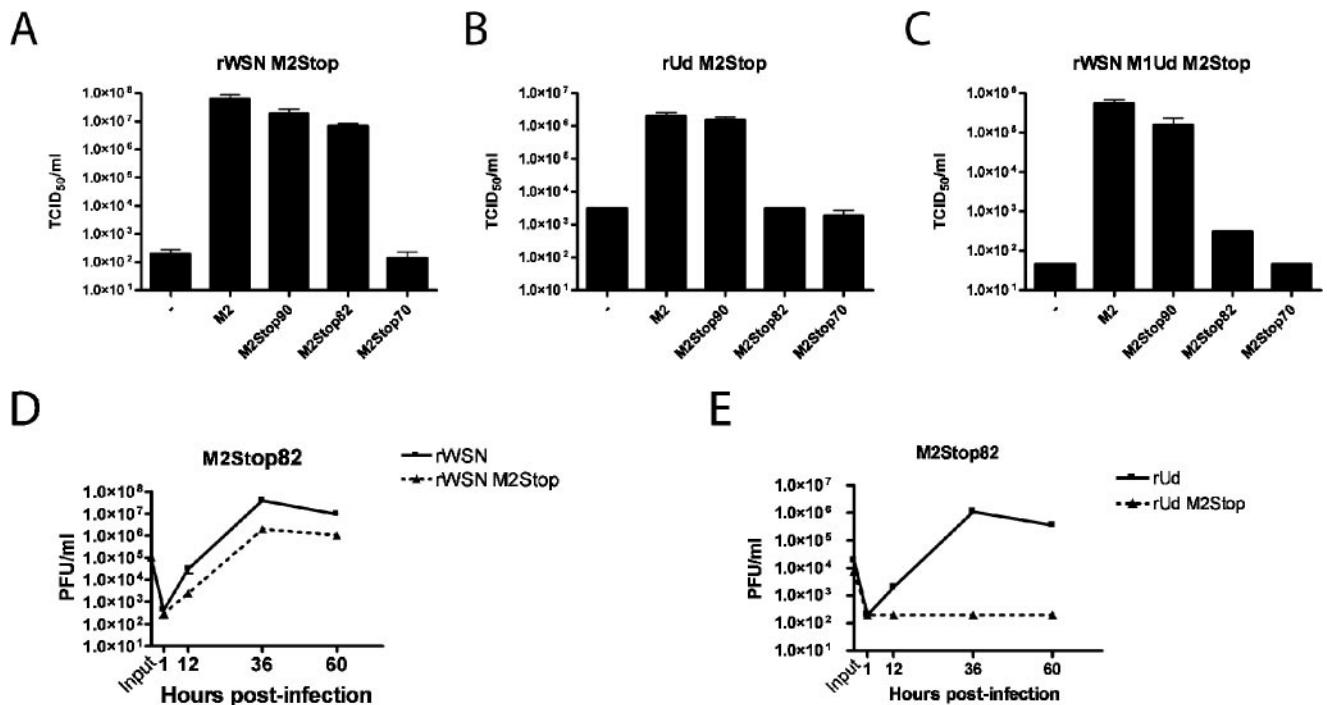 A
rWSN M2Stop
TCID50/ml
1.0×10^8
1.0×10^7
1.0×10^6
1.0×10^5
1.0×10^4
1.0×10^3
1.0×10^2
1.0×10^1
-
M2
M2Stop90
M2Stop82
M2Stop70
B
rUd M2Stop
TCID50/ml
1.0×10^7
1.0×10^6
1.0×10^5
1.0×10^4
1.0×10^3
1.0×10^2
1.0×10^1
-
M2
M2Stop90
M2Stop82
M2Stop70
C
rWSN M1Ud M2Stop
TCID50/ml
1.0×10^6
1.0×10^5
1.0×10^4
1.0×10^3
1.0×10^2
1.0×10^1
-
M2
M2Stop90
M2Stop82
M2Stop70
D
M2Stop82
rWSN
rWSN M2Stop
PFU/ml
1.0×10^8
1.0×10^7
1.0×10^6
1.0×10^5
1.0×10^4
1.0×10^3
1.0×10^2
1.0×10^1
Input 1 12 36 60
Hours post-infection
E
M2Stop82
rUd
rUd M2Stop
PFU/ml
1.0×10^7
1.0×10^6
1.0×10^5
1.0×10^4
1.0×10^3
1.0×10^2
1.0×10^1
Input 1 12 36 60
Hours post-infection